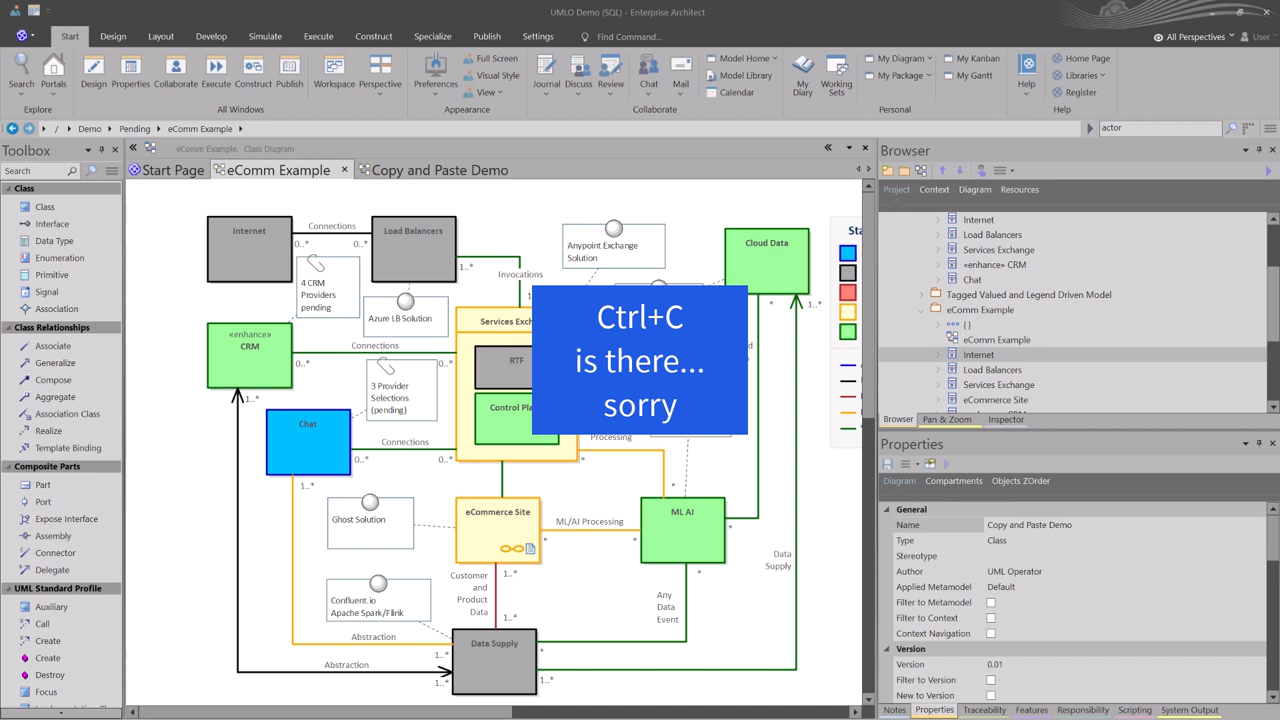 UMLO Demo (SQL) - Enterprise Architect
Start Design Layout Develop Simulate Execute Construct Specialize Publish Settings Find Command... All Perspectives User
Search Portals Design Properties Collaborate Execute Construct Publish Workspace Perspective Preferences Full Screen Visual Style View Journal Discuss Review Chat Mail Model Home Model Library Calendar My Diary Working Sets My Diagram My Package My Kanban My Gantt Help Home Page Libraries Register
Explore All Windows Appearance Collaborate Personal Help
/ Demo Pending eComm Example actor
Toolbox
Search
Class
Class
Interface
Data Type
Enumeration
Primitive
Signal
Association
Class Relationships
Associate
Generalize
Compose
Aggregate
Association Class
Realize
Template Binding
Composite Parts
Part
Port
Expose Interface
Assembly
Connector
Delegate
UML Standard Profile
Auxiliary
Call
Create
Create
Destroy
Focus
eComm Example. Class Diagram
Start Page eComm Example Copy and Paste Demo
Internet
Connections
0..* 0..*
Load Balancers
1..*
Invocations
Anypoint Exchange
Solution
Cloud Data
* 1..*
4 CRM
Providers
pending
Azure LB Solution
«enhance»
CRM
Connections
0..* 0..*
1..*
3 Provider
Selections
(pending)
RTF
Chat
Connections
0..* 0..*
1..*
Processing
*
*
Ctrl+C
is there...
sorry
Ghost Solution
eCommerce Site
ML/AI Processing
* *
ML AI
*
*
1..*
Customer
and
Product
Data
1..*
Any
Data
Event
Data
Supply
Confluent.io
Apache Spark/Flink
Abstraction
1..*
Data Supply
*
Abstraction
1..*
1..*
Browser
Project Context Diagram Resources
Internet
Load Balancers
Services Exchange
«enhance» CRM
Chat
Tagged Valued and Legend Driven Model
eComm Example
{ }
eComm Example
Internet
Load Balancers
Services Exchange
eCommerce Site
Browser Pan & Zoom Inspector
Properties
Diagram Compartments Objects ZOrder
General
Name Copy and Paste Demo
Type Class
Stereotype
Author UML Operator
Applied Metamodel Default
Filter to Metamodel
Filter to Context
Context Navigation
Version
Version 0.01
Filter to Version
New to Version
Notes Properties Traceability Features Responsibility Scripting System Output